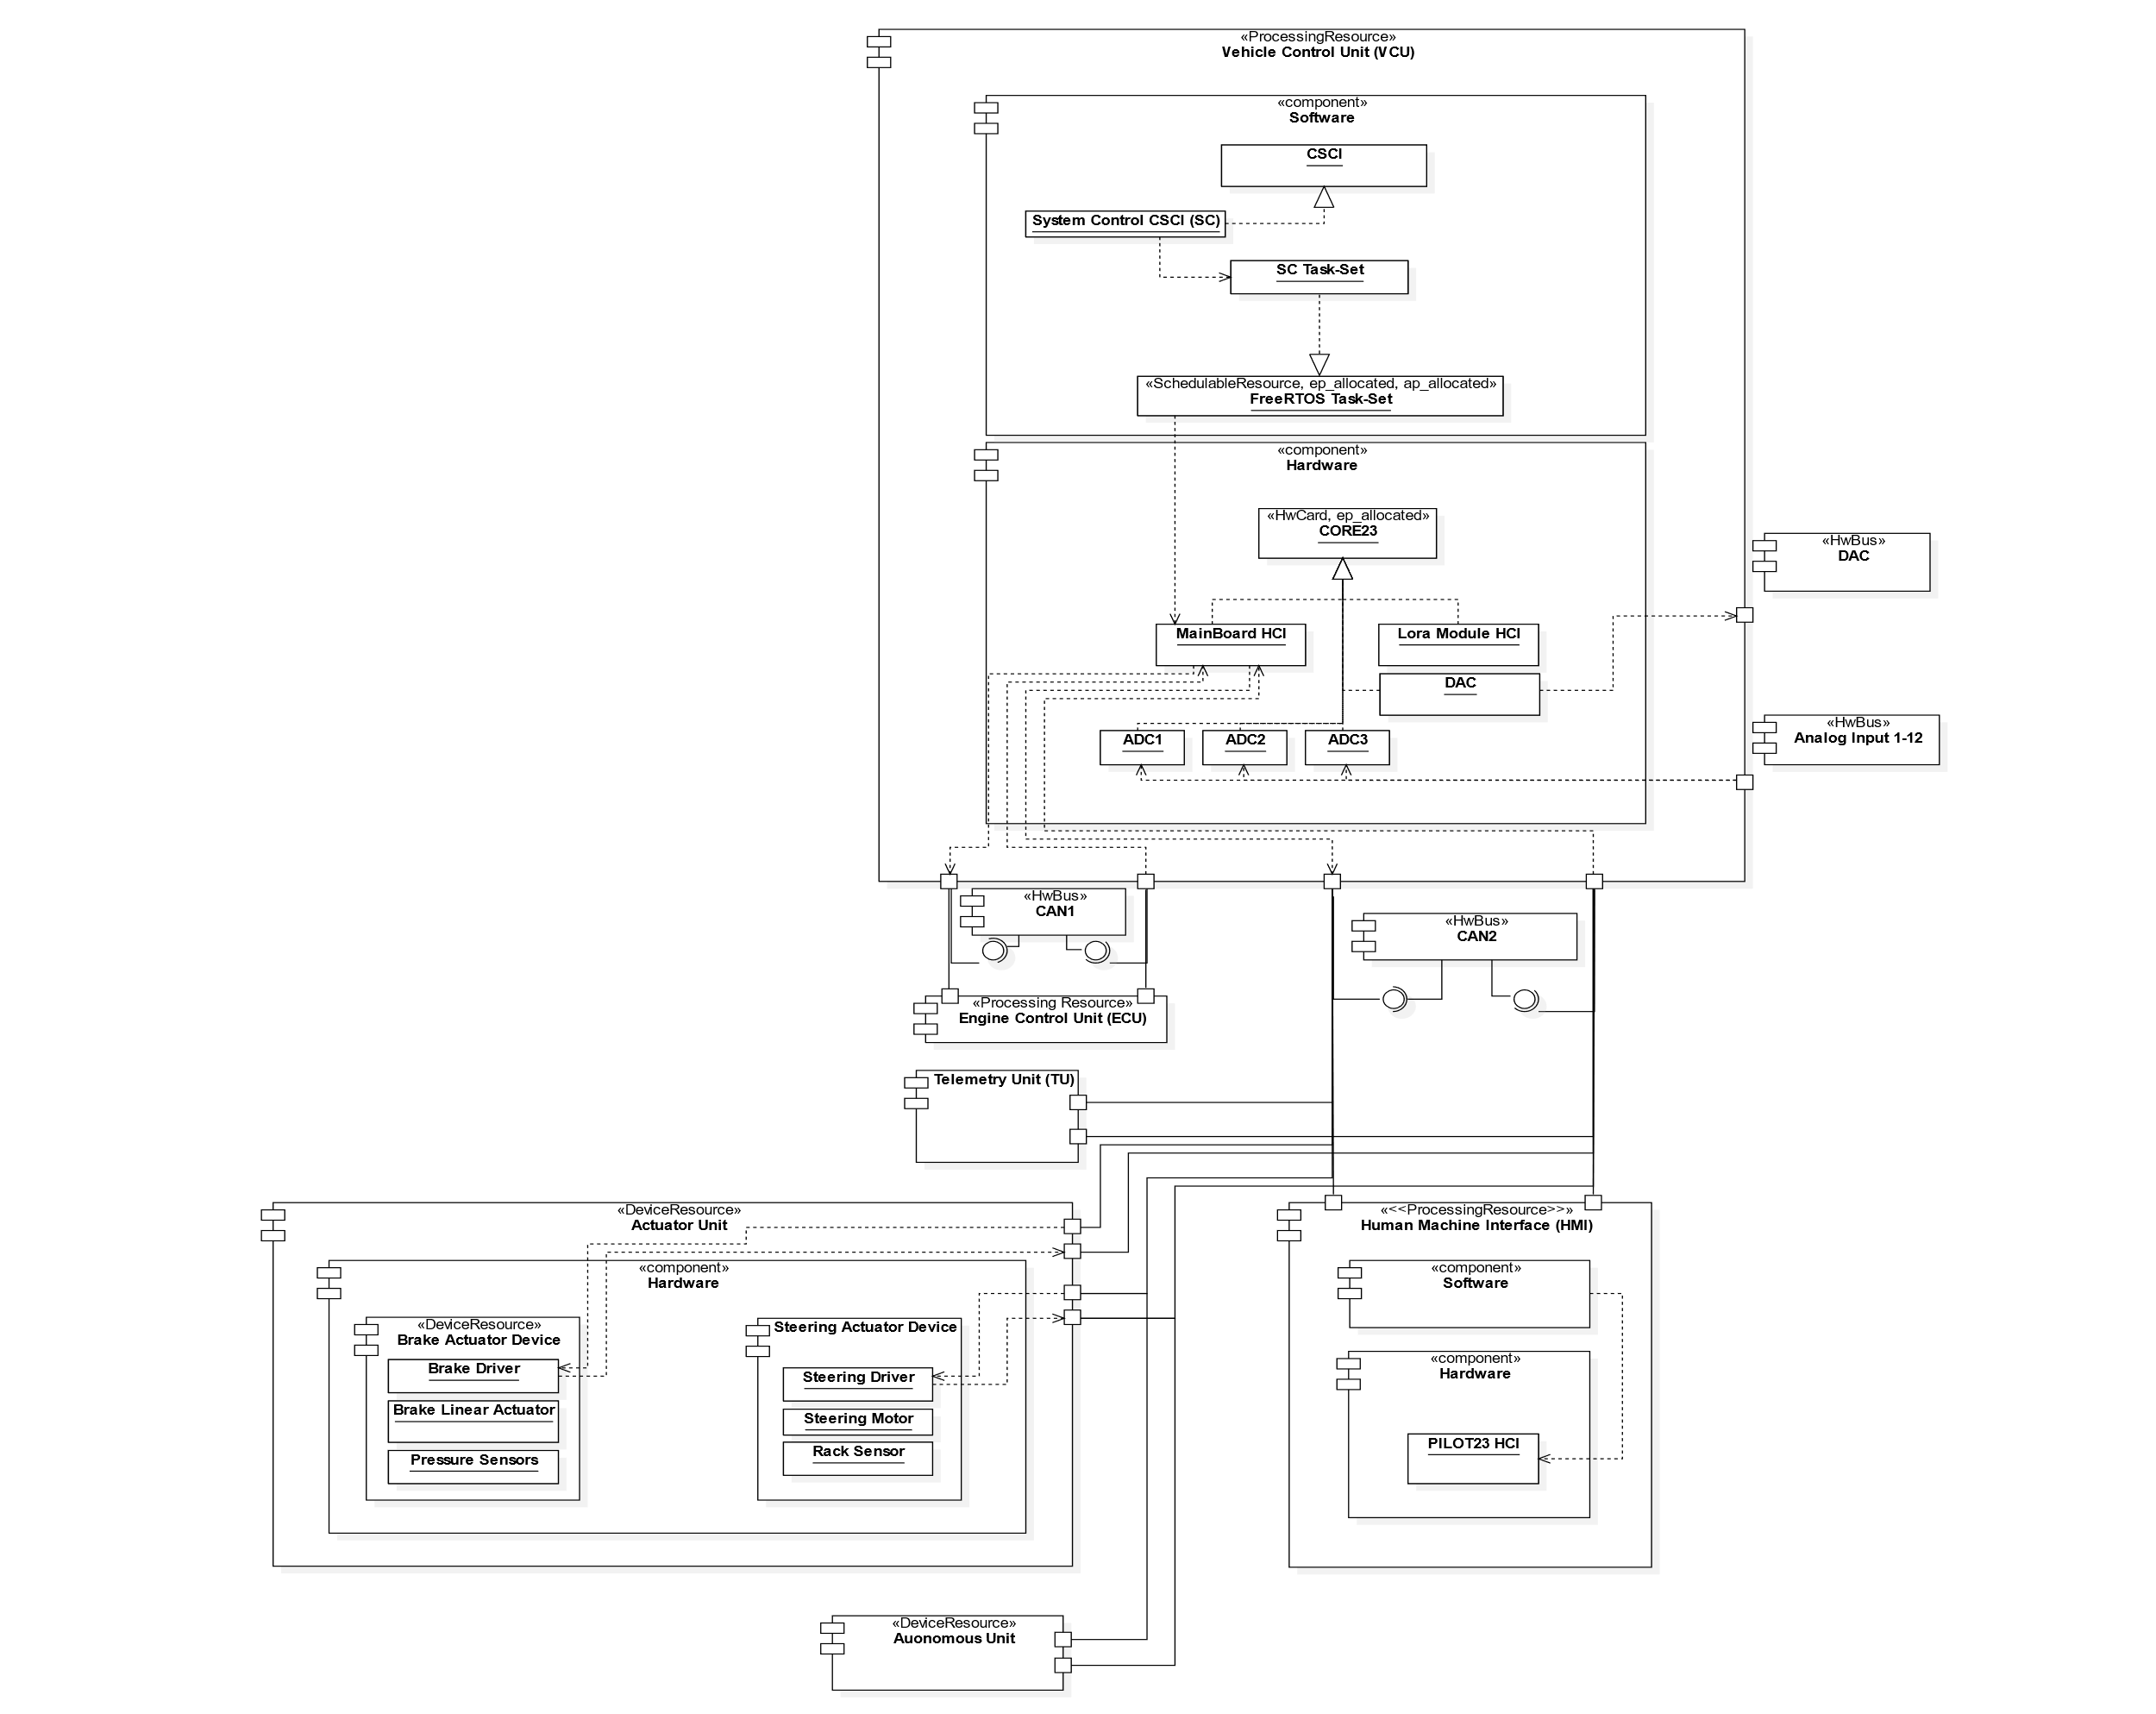 «ProcessingResource»
Vehicle Control Unit (VCU)
«component»
Software
CSCI
System Control CSCI (SC)
SC Task-Set
«SchedulableResource, ep_allocated, ap_allocated»
FreeRTOS Task-Set
«component»
Hardware
«HwCard, ep_allocated»
CORE23
«HwBus»
DAC
MainBoard HCI
Lora Module HCI
DAC
«HwBus»
Analog Input 1-12
ADC1
ADC2
ADC3
«HwBus»
CAN1
«HwBus»
CAN2
«Processing Resource»
Engine Control Unit (ECU)
Telemetry Unit (TU)
«DeviceResource»
Actuator Unit
«component»
Hardware
«DeviceResource»
Brake Actuator Device
Brake Driver
Brake Linear Actuator
Pressure Sensors
Steering Actuator Device
Steering Driver
Steering Motor
Rack Sensor
«<<ProcessingResource>>»
Human Machine Interface (HMI)
«component»
Software
«component»
Hardware
PILOT23 HCI
«DeviceResource»
Auonomous Unit